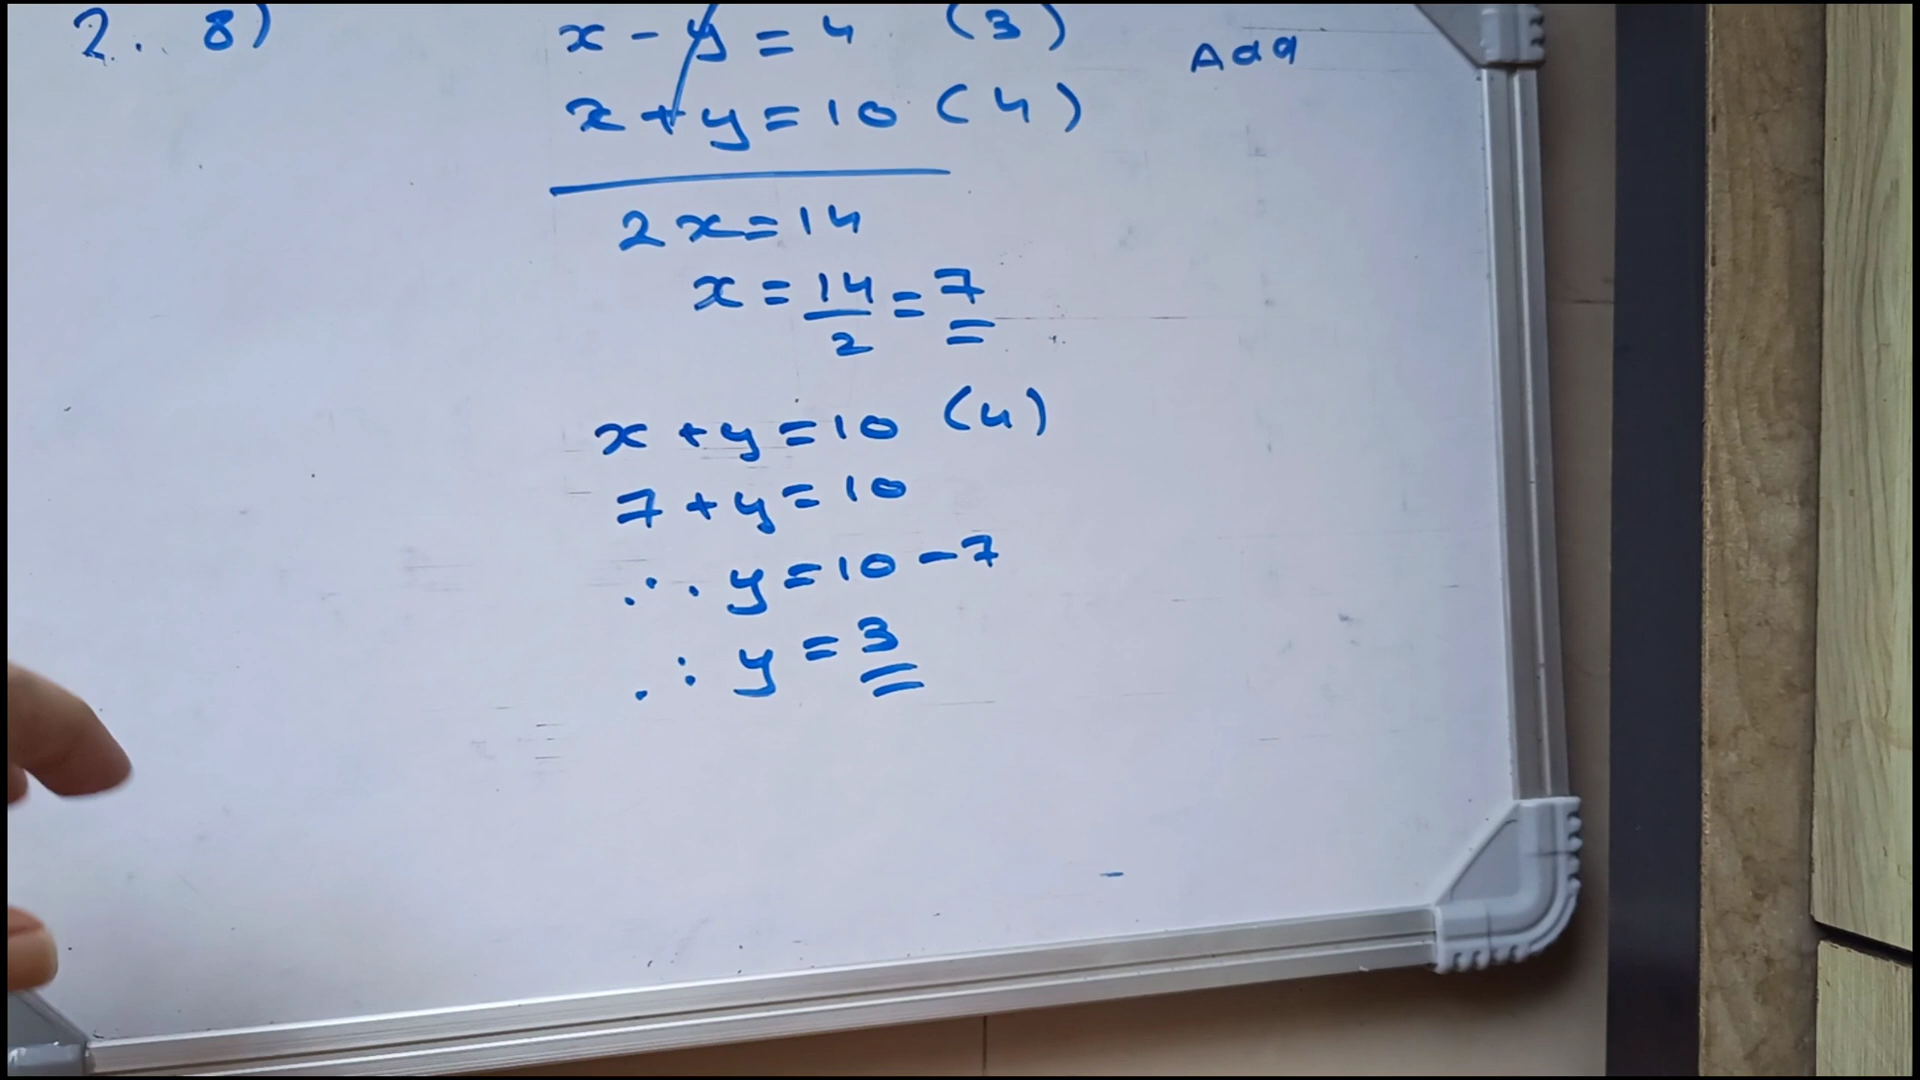 2. 8) x - y = 4 (3) Add
x + y = 10 (4)
2x = 14
x = 14/2 = 7
x + y = 10 (4)
7 + y = 10
∴ y = 10 - 7
∴ y = 3